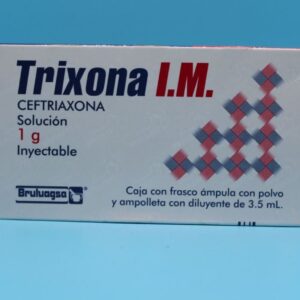 Trixona I.M.
CEFTRIAXONA
Solución
1 g
Inyectable
Bruluagsa
Caja con frasco ámpula con polvo
y ampolleta con diluyente de 3.5 mL.